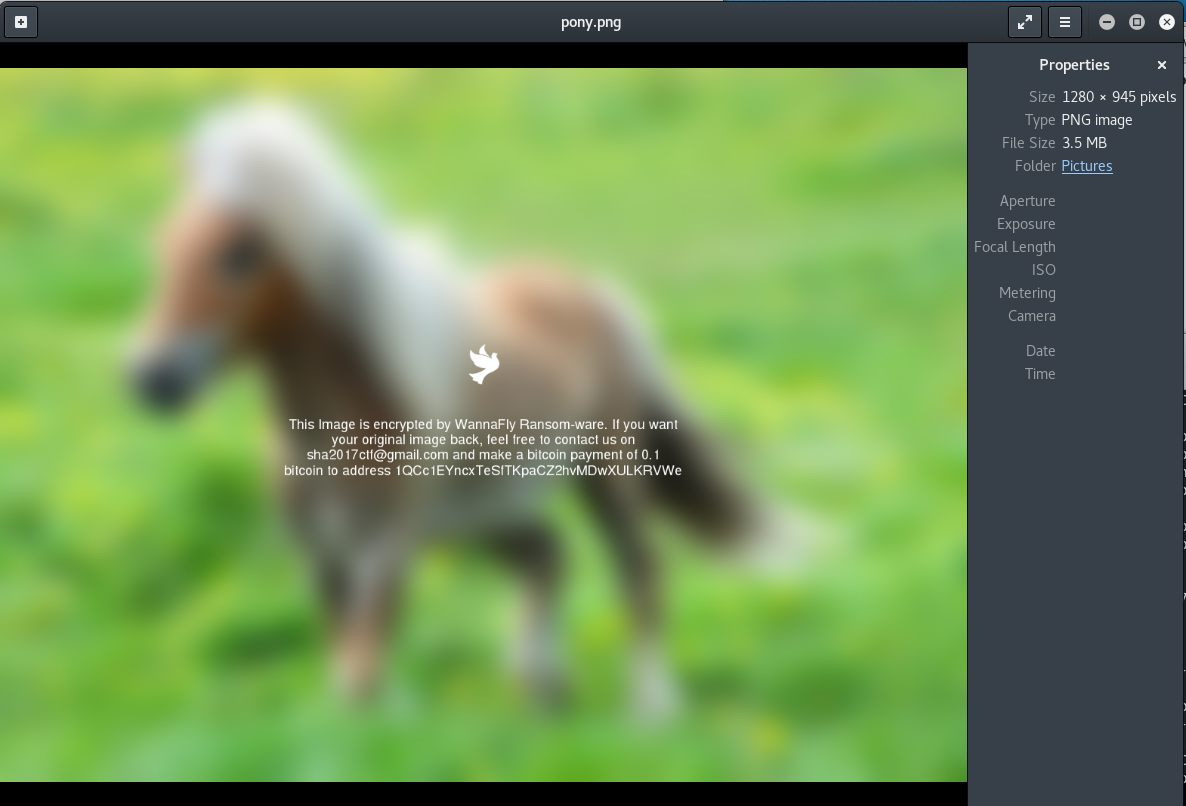 pony.png
Properties
Size 1280 × 945 pixels
Type PNG image
File Size 3.5 MB
Folder Pictures
Aperture
Exposure
Focal Length
ISO
Metering
Camera
Date
Time
This Image is encrypted by WannaFly Ransom-ware. If you want
your original image back, feel free to contact us on
sha2017ctf@gmail.com and make a bitcoin payment of 0.1
bitcoin to address 1QCc1EYncxTeSfTKpaCZ2hvMDwXULKRVWe